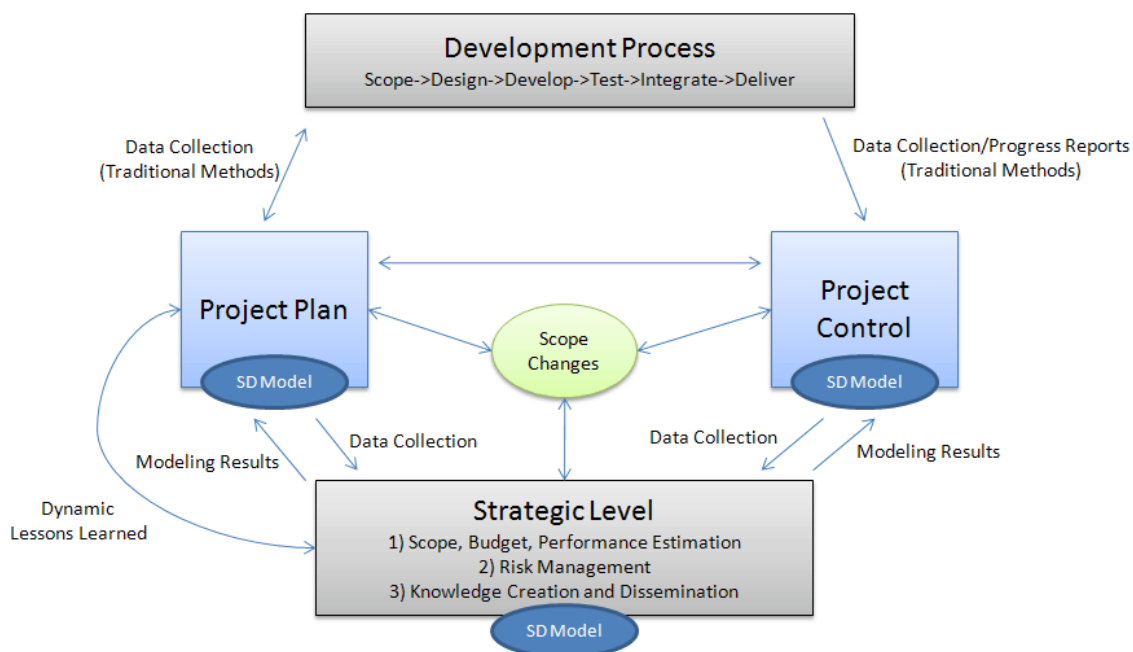 Development Process
Scope->Design->Develop->Test->Integrate->Deliver
Data Collection
(Traditional Methods)
Data Collection/Progress Reports
(Traditional Methods)
Project Plan
SD Model
Scope
Changes
Project
Control
SD Model
Data Collection
Modeling Results
Data Collection
Modeling Results
Dynamic
Lessons Learned
Strategic Level
1) Scope, Budget, Performance Estimation
2) Risk Management
3) Knowledge Creation and Dissemination
SD Model